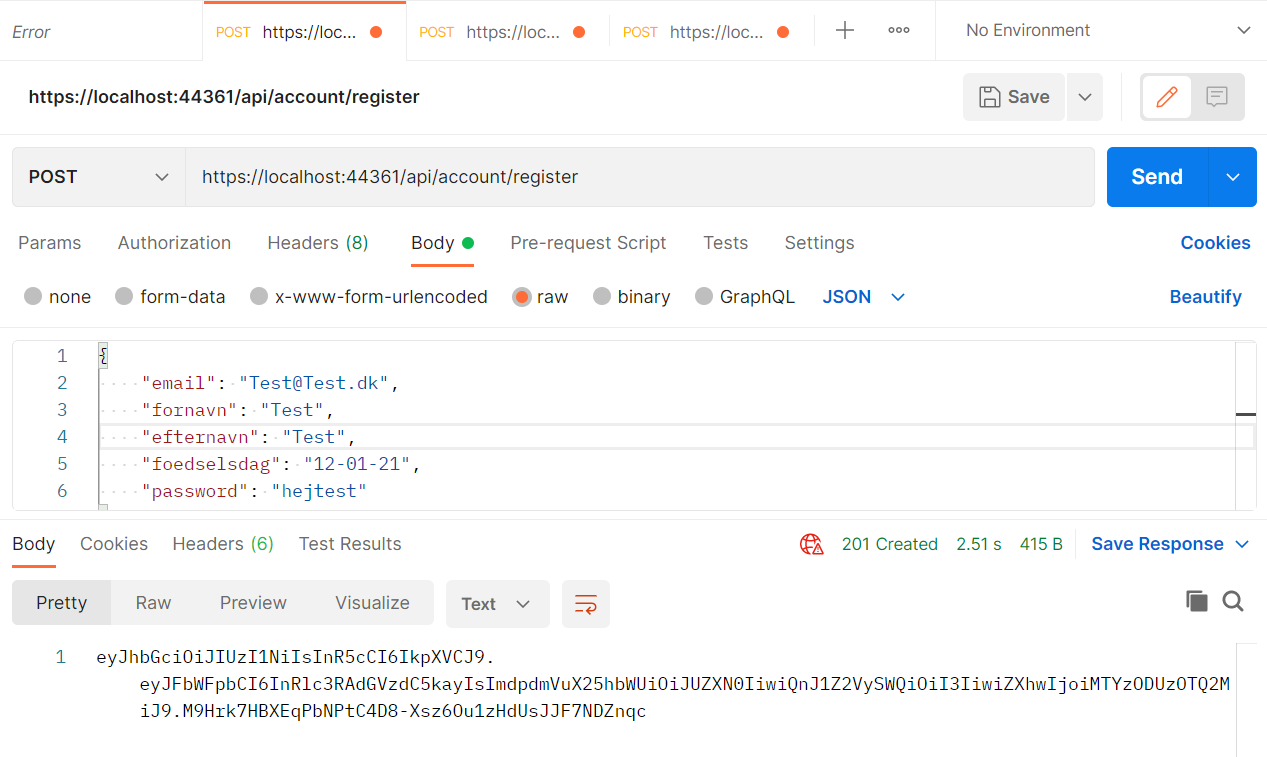 Error
POST https://loc...
POST https://loc...
POST https://loc...
No Environment
https://localhost:44361/api/account/register
Save
POST
https://localhost:44361/api/account/register
Send
Params Authorization Headers (8) Body Pre-request Script Tests Settings Cookies
none form-data x-www-form-urlencoded raw binary GraphQL JSON Beautify
1 {
2 "email": "Test@Test.dk",
3 "fornavn": "Test",
4 "efternavn": "Test",
5 "foedselsdag": "12-01-21",
6 "password": "hejtest"
Body Cookies Headers (6) Test Results 201 Created 2.51 s 415 B Save Response
Pretty Raw Preview Visualize Text
1 eyJhbGciOiJIUzI1NiIsInR5cCI6IkpXVCJ9.
eyJFbWFpbCI6InRlc3RAdGVzdC5kayIsImdpdmVuX25hbWUiOiJUZXN0IiwiQnJ1Z2VySWQiOiI3IiwiZXhwIjoiMTYzODUzOTQ2M
iJ9.M9Hrk7HBXEqPbNPtC4D8-Xsz6Ou1zHdUsJJF7NDZnqc